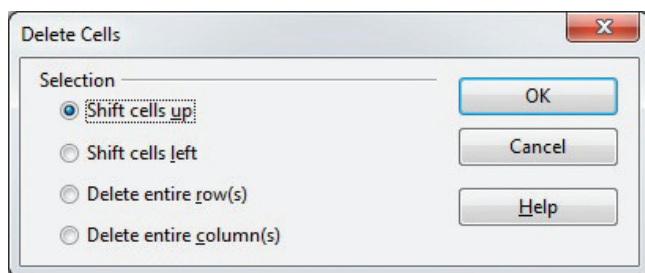 Delete Cells
Selection
Shift cells up
Shift cells left
Delete entire row(s)
Delete entire column(s)
OK
Cancel
Help